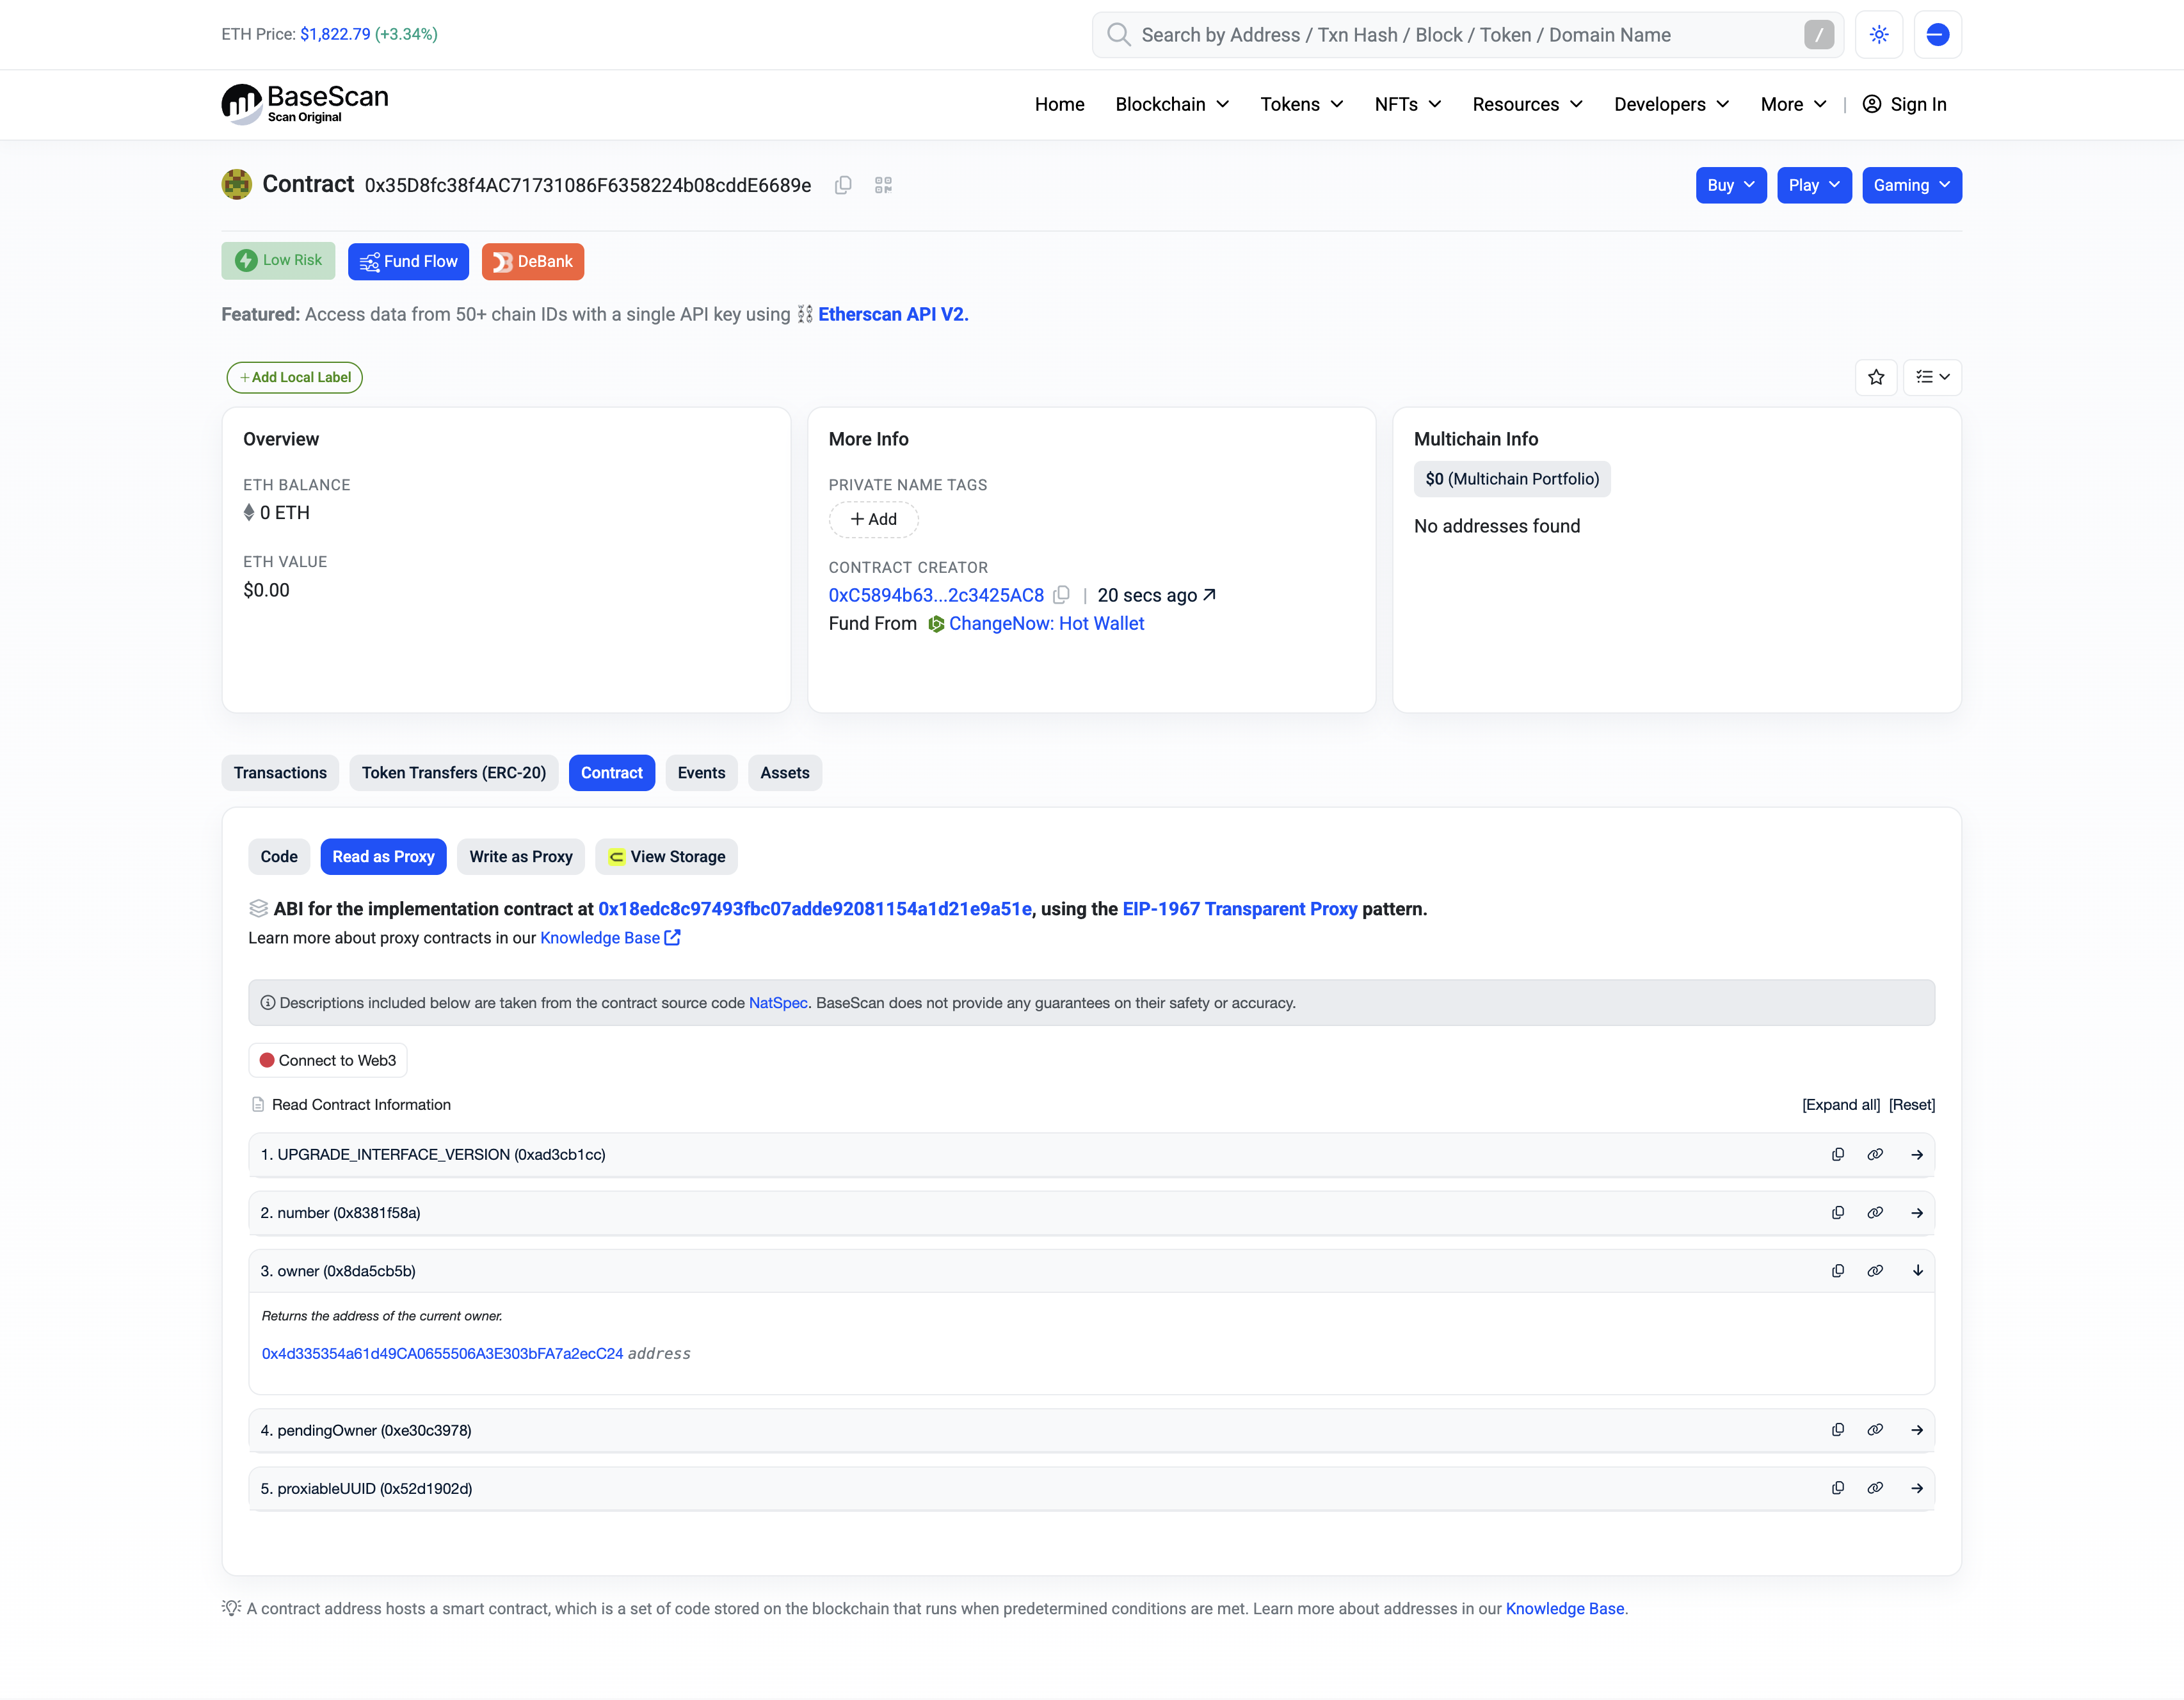 ETH Price: $1,822.79 (+3.34%)
Search by Address / Txn Hash / Block / Token / Domain Name
/
BaseScan
Scan Original
Home Blockchain Tokens NFTs Resources Developers More | Sign In
Contract 0x35D8fc38f4AC71731086F6358224b08cddE6689e
Buy Play Gaming
Low Risk Fund Flow DeBank
Featured: Access data from 50+ chain IDs with a single API key using Etherscan API V2.
+ Add Local Label
Overview
ETH BALANCE
0 ETH
ETH VALUE
$0.00
More Info
PRIVATE NAME TAGS
+ Add
CONTRACT CREATOR
0xC5894b63...2c3425AC8 | 20 secs ago
Fund From ChangeNow: Hot Wallet
Multichain Info
$0 (Multichain Portfolio)
No addresses found
Transactions Token Transfers (ERC-20) Contract Events Assets
Code Read as Proxy Write as Proxy View Storage
ABI for the implementation contract at 0x18edc8c97493fbc07adde92081154a1d21e9a51e, using the EIP-1967 Transparent Proxy pattern.
Learn more about proxy contracts in our Knowledge Base
Descriptions included below are taken from the contract source code NatSpec. BaseScan does not provide any guarantees on their safety or accuracy.
Connect to Web3
Read Contract Information
[Expand all] [Reset]
1. UPGRADE_INTERFACE_VERSION (0xad3cb1cc)
2. number (0x8381f58a)
3. owner (0x8da5cb5b)
Returns the address of the current owner.
0x4d335354a61d49CA0655506A3E303bFA7a2ecC24 address
4. pendingOwner (0xe30c3978)
5. proxiableUUID (0x52d1902d)
A contract address hosts a smart contract, which is a set of code stored on the blockchain that runs when predetermined conditions are met. Learn more about addresses in our Knowledge Base.